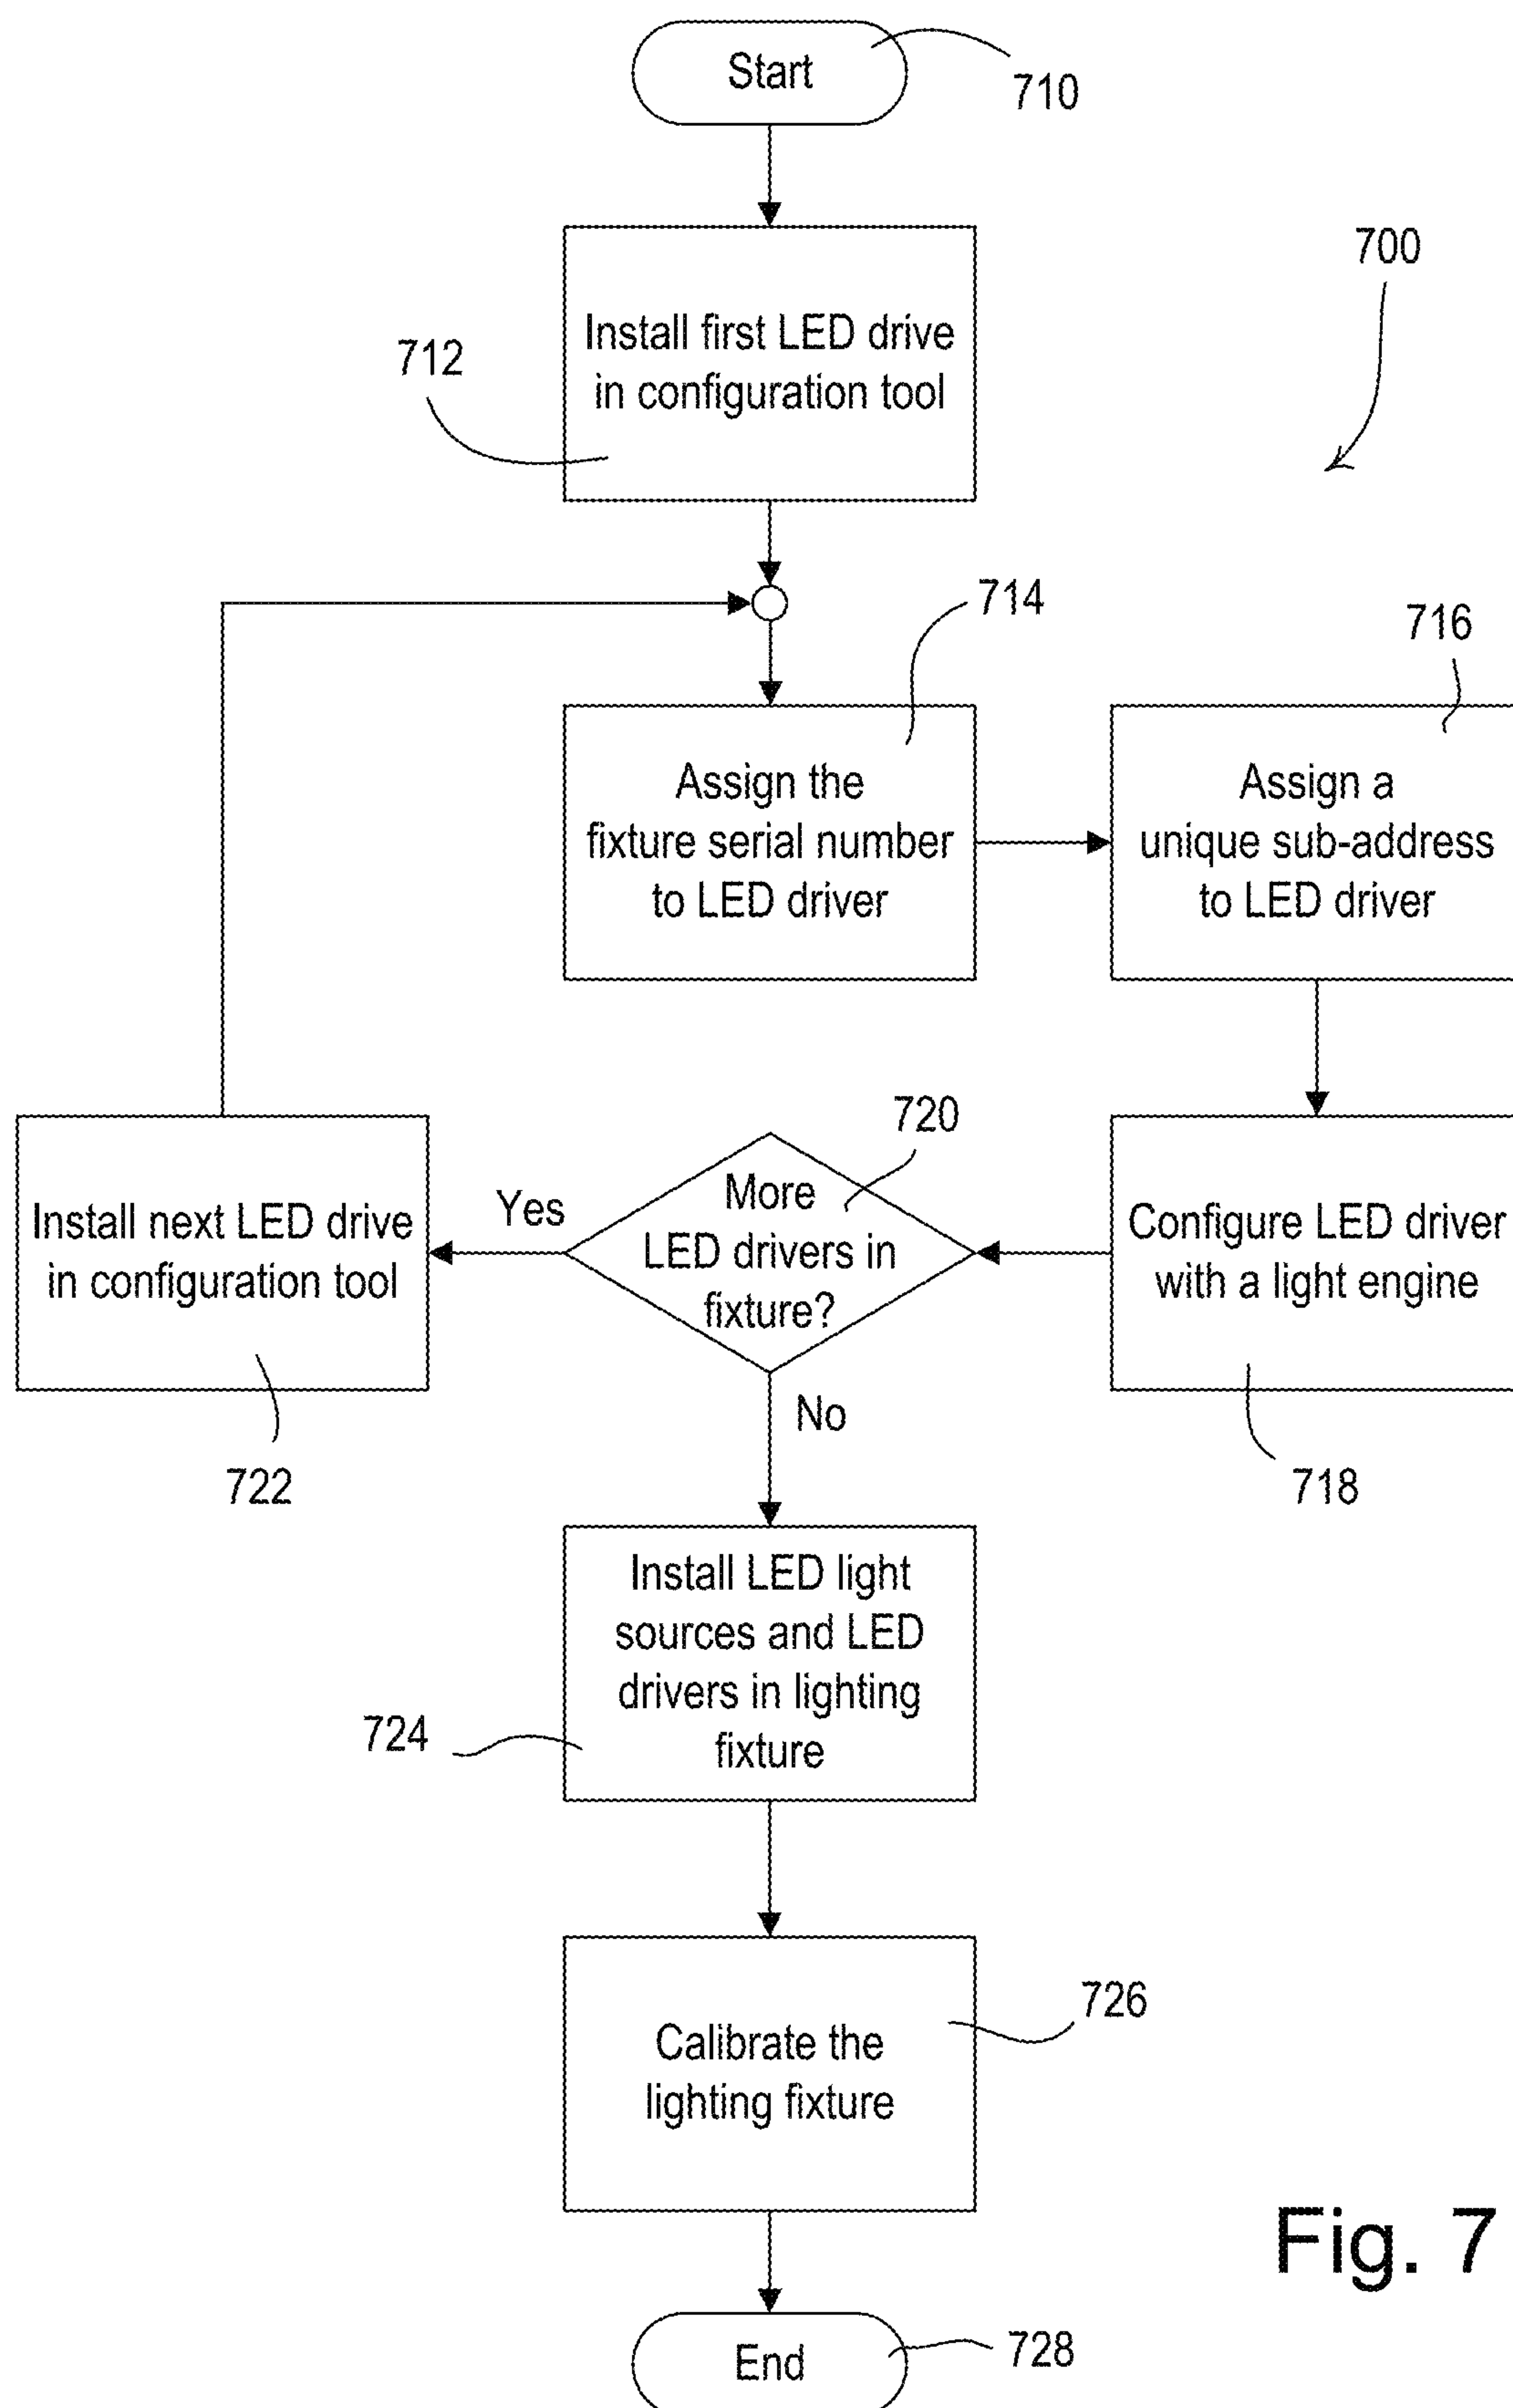 Start
710
700
Install first LED drive
in configuration tool
712
714
716
Assign the
fixture serial number
to LED driver
Assign a
unique sub-address
to LED driver
720
Install next LED drive
in configuration tool
Yes
More
LED drivers in
fixture?
Configure LED driver
with a light engine
No
722
718
Install LED light
sources and LED
drivers in lighting
fixture
724
726
Calibrate the
lighting fixture
Fig. 7
End
728